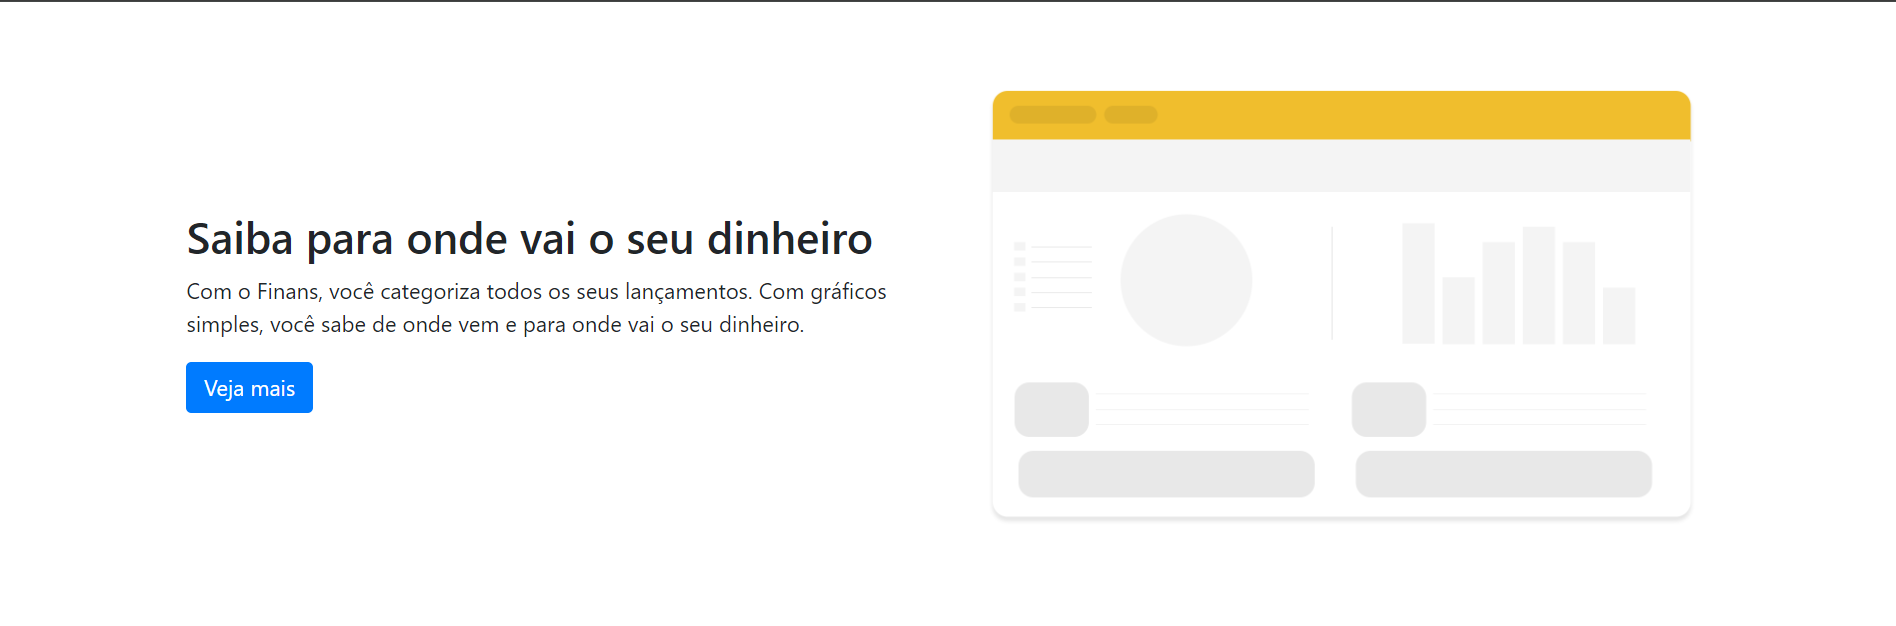 Saiba para onde vai o seu dinheiro
Com o Finans, você categoriza todos os seus lançamentos. Com gráficos
simples, você sabe de onde vem e para onde vai o seu dinheiro.
Veja mais